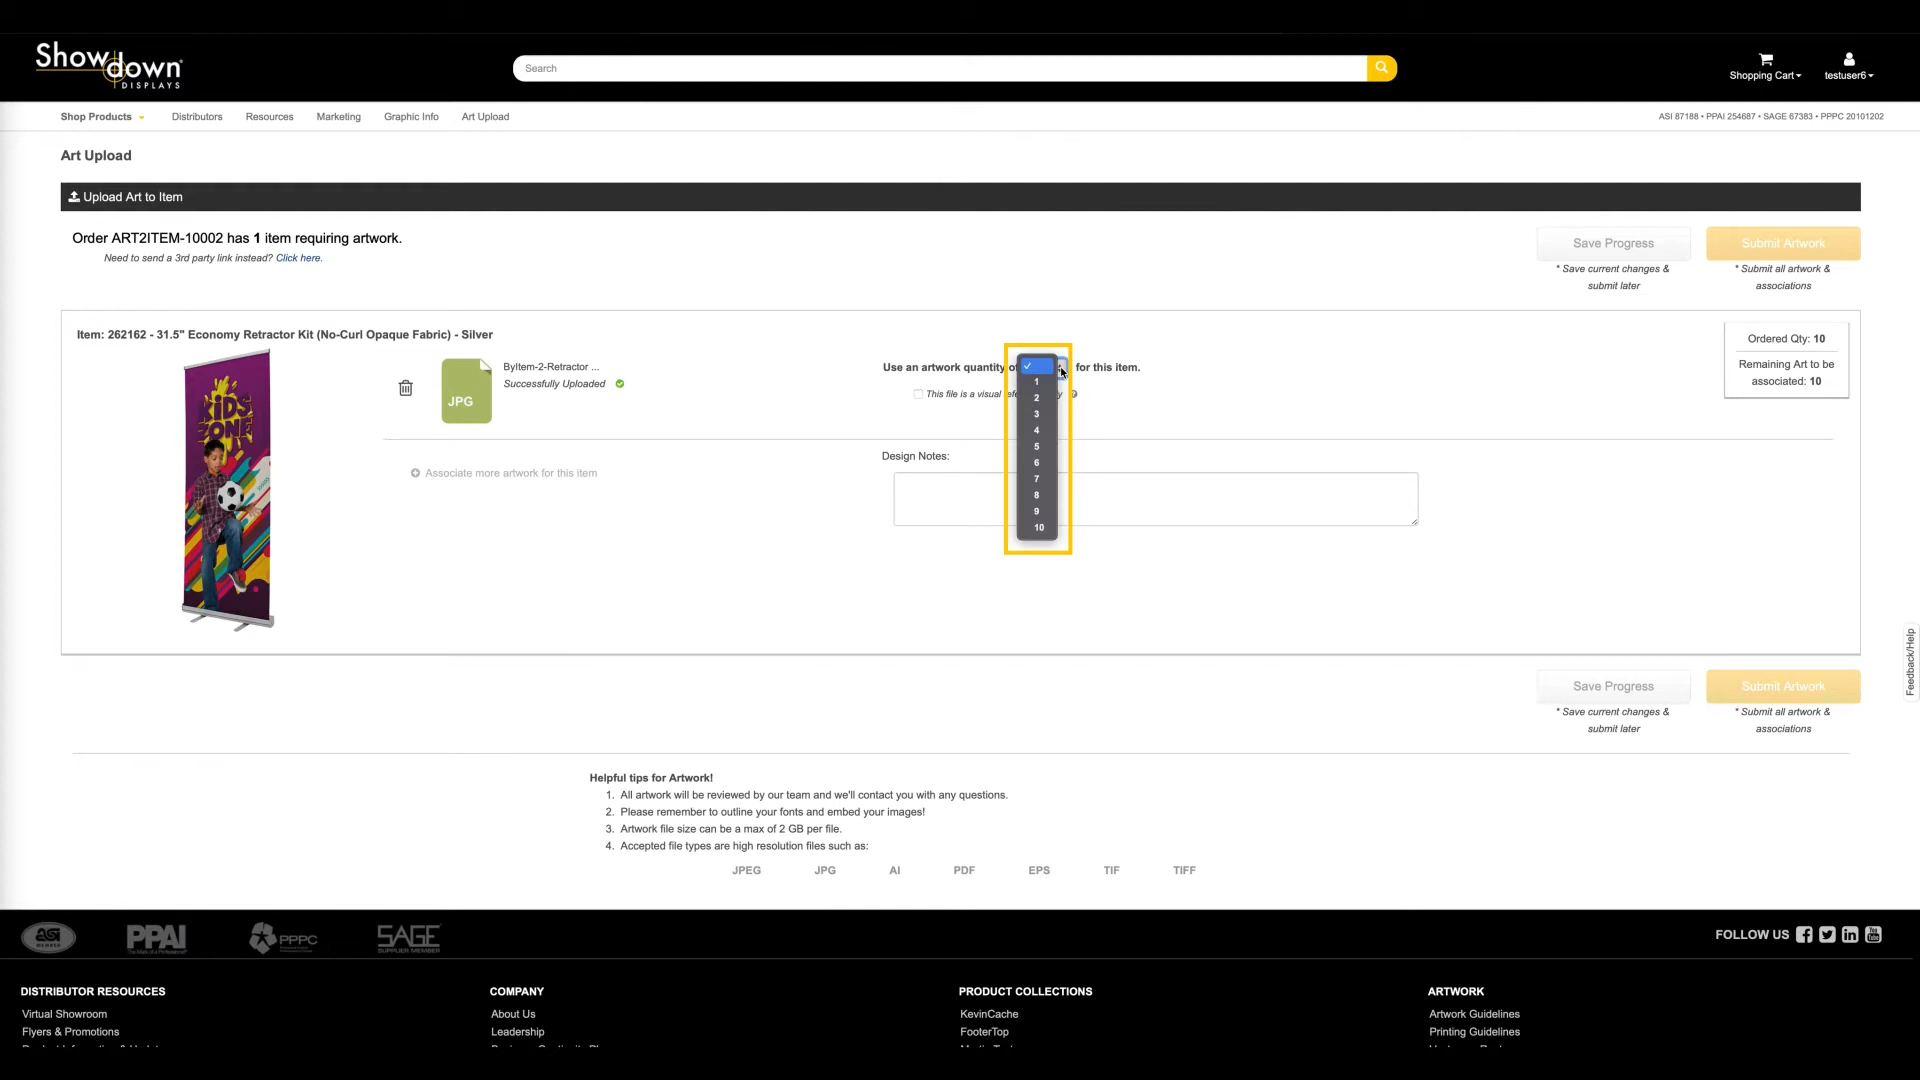 Showdown
DISPLAYS
Search
Shopping Cart
testuser6
Shop Products
Distributors
Resources
Marketing
Graphic Info
Art Upload
ASI 87188 • PPAI 254687 • SAGE 67383 • PPPC 20101202
Art Upload
Upload Art to Item
Order ART2ITEM-10002 has 1 item requiring artwork.
Need to send a 3rd party link instead? Click here.
Save Progress
* Save current changes &
submit later
Submit Artwork
* Submit all artwork &
associations
Item: 262162 - 31.5" Economy Retractor Kit (No-Curl Opaque Fabric) - Silver
KIDS
ZONE
JPG
ByItem-2-Retractor ...
Successfully Uploaded
Associate more artwork for this item
Use an artwork quantity of
for this item.
This file is a visual
✓
1
2
3
4
5
6
7
8
9
10
Design Notes:
Ordered Qty: 10
Remaining Art to be
associated: 10
Save Progress
* Save current changes &
submit later
Submit Artwork
* Submit all artwork &
associations
Feedback/Help
Helpful tips for Artwork!
1. All artwork will be reviewed by our team and we'll contact you with any questions.
2. Please remember to outline your fonts and embed your images!
3. Artwork file size can be a max of 2 GB per file.
4. Accepted file types are high resolution files such as:
JPEG
JPG
AI
PDF
EPS
TIF
TIFF
ASI
MEMBER
PPAI
PPPC
SAGE
SUPPLIER MEMBER
FOLLOW US
DISTRIBUTOR RESOURCES
Virtual Showroom
Flyers & Promotions
COMPANY
About Us
Leadership
PRODUCT COLLECTIONS
KevinCache
FooterTop
ARTWORK
Artwork Guidelines
Printing Guidelines